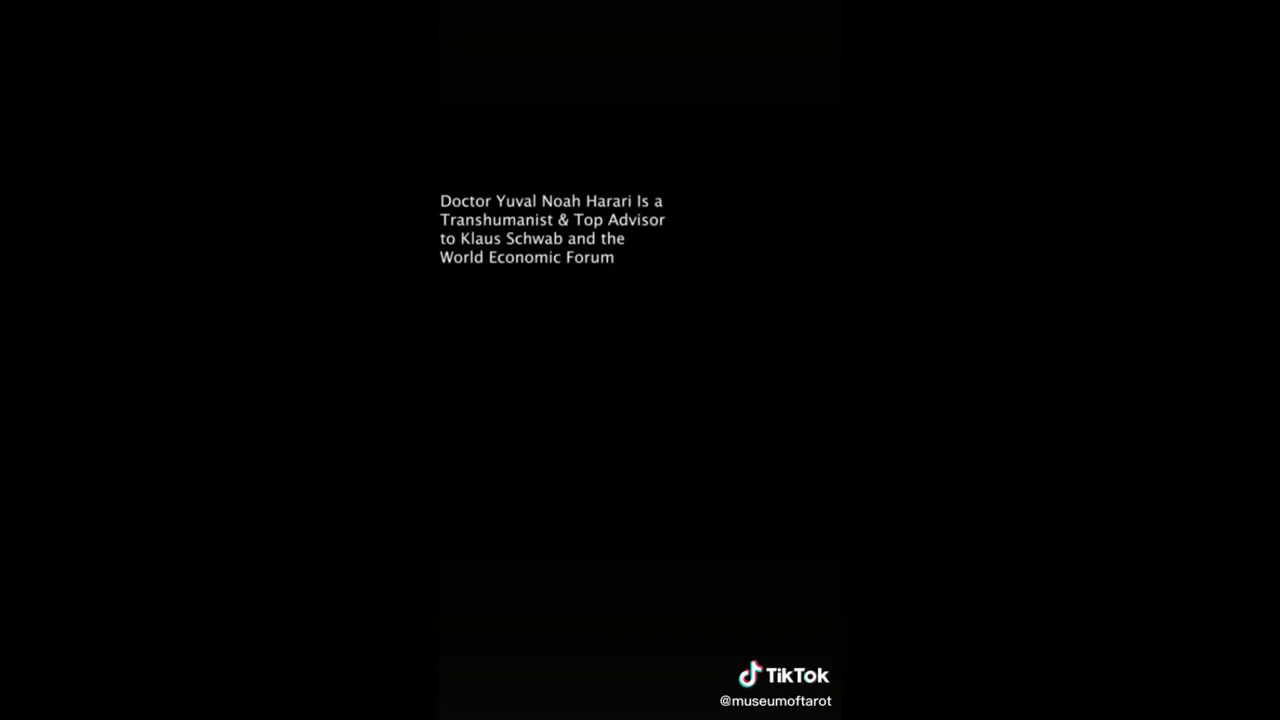 Doctor Yuval Noah Harari Is a
Transhumanist & Top Advisor
to Klaus Schwab and the
World Economic Forum
TikTok
@museumoftarot